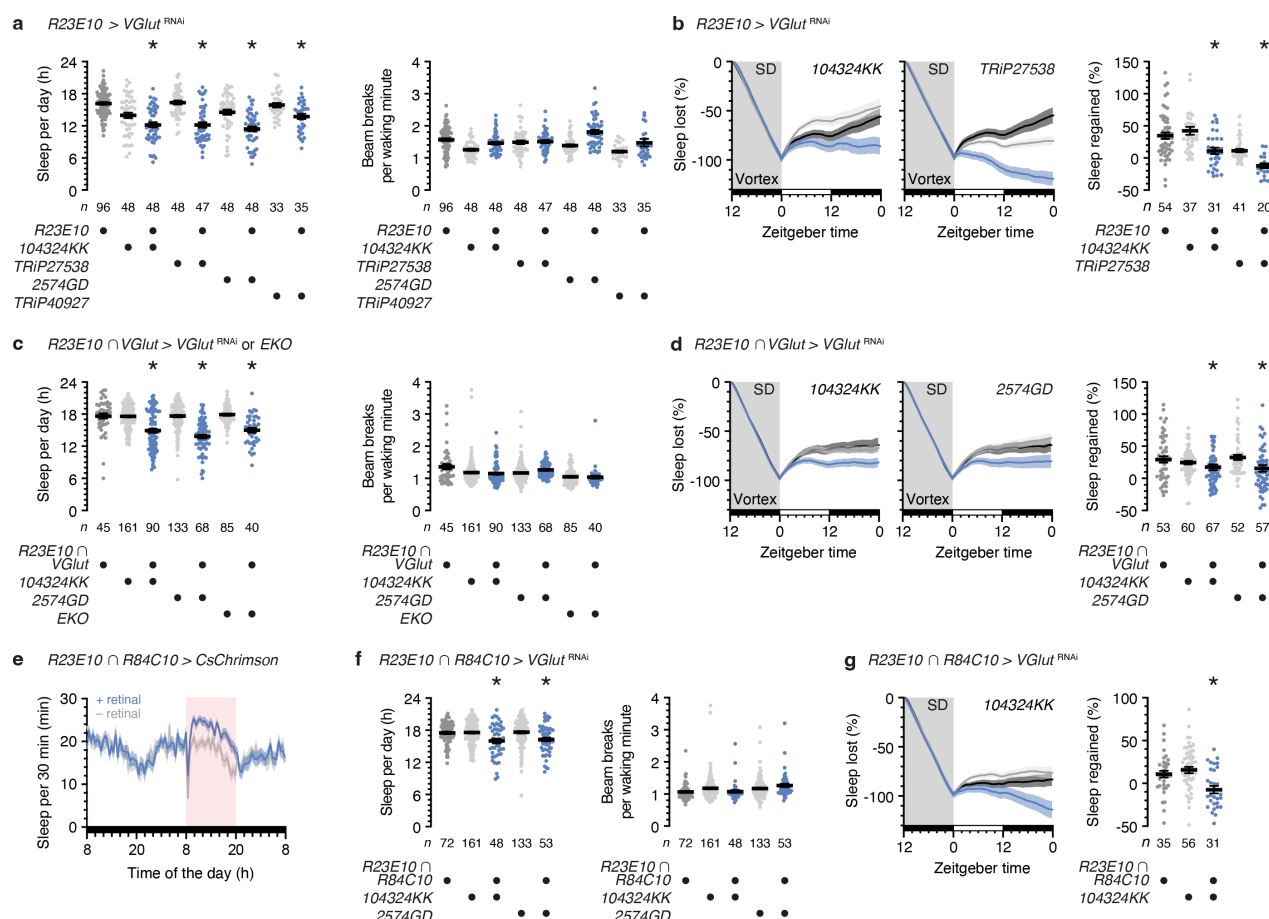 a R23E10 > VGlut RNAi
* * * *
Sleep per day (h)
24
18
12
6
0
n 96 48 48 48 47 48 48 33 35
R23E10
104324KK
TRiP27538
2574GD
TRiP40927
Beam breaks
per waking minute
4
3
2
1
0
n 96 48 48 48 47 48 48 33 35
R23E10
104324KK
TRiP27538
2574GD
TRiP40927
b R23E10 > VGlut RNAi
Sleep lost (%)
0
-50
-100
SD 104324KK
Vortex
12 0 12 0
Zeitgeber time
SD TRiP27538
Vortex
12 0 12 0
Zeitgeber time
* *
Sleep regained (%)
150
100
50
0
-50
n 54 37 31 41 20
R23E10
104324KK
TRiP27538
c R23E10 ∩ VGlut > VGlut RNAi or EKO
* * *
Sleep per day (h)
24
18
12
6
0
n 45 161 90 133 68 85 40
R23E10 ∩
VGlut
104324KK
2574GD
EKO
Beam breaks
per waking minute
4
3
2
1
0
n 45 161 90 133 68 85 40
R23E10 ∩
VGlut
104324KK
2574GD
EKO
d R23E10 ∩ VGlut > VGlut RNAi
Sleep lost (%)
0
-50
-100
SD 104324KK
Vortex
12 0 12 0
Zeitgeber time
SD 2574GD
Vortex
12 0 12 0
Zeitgeber time
* *
Sleep regained (%)
150
100
50
0
-50
n 53 60 67 52 57
R23E10 ∩
VGlut
104324KK
2574GD
e R23E10 ∩ R84C10 > CsChrimson
Sleep per 30 min (min)
30
20
10
0
+ retinal
– retinal
8 20 8 20 8
Time of the day (h)
f R23E10 ∩ R84C10 > VGlut RNAi
* *
Sleep per day (h)
24
18
12
6
0
n 72 161 48 133 53
R23E10 ∩
R84C10
104324KK
2574GD
Beam breaks
per waking minute
4
3
2
1
0
n 72 161 48 133 53
R23E10 ∩
R84C10
104324KK
2574GD
g R23E10 ∩ R84C10 > VGlut RNAi
Sleep lost (%)
0
-50
-100
SD 104324KK
12 0 12 0
Zeitgeber time
*
Sleep regained (%)
100
50
0
-50
n 35 56 31
R23E10 ∩
R84C10
104324KK